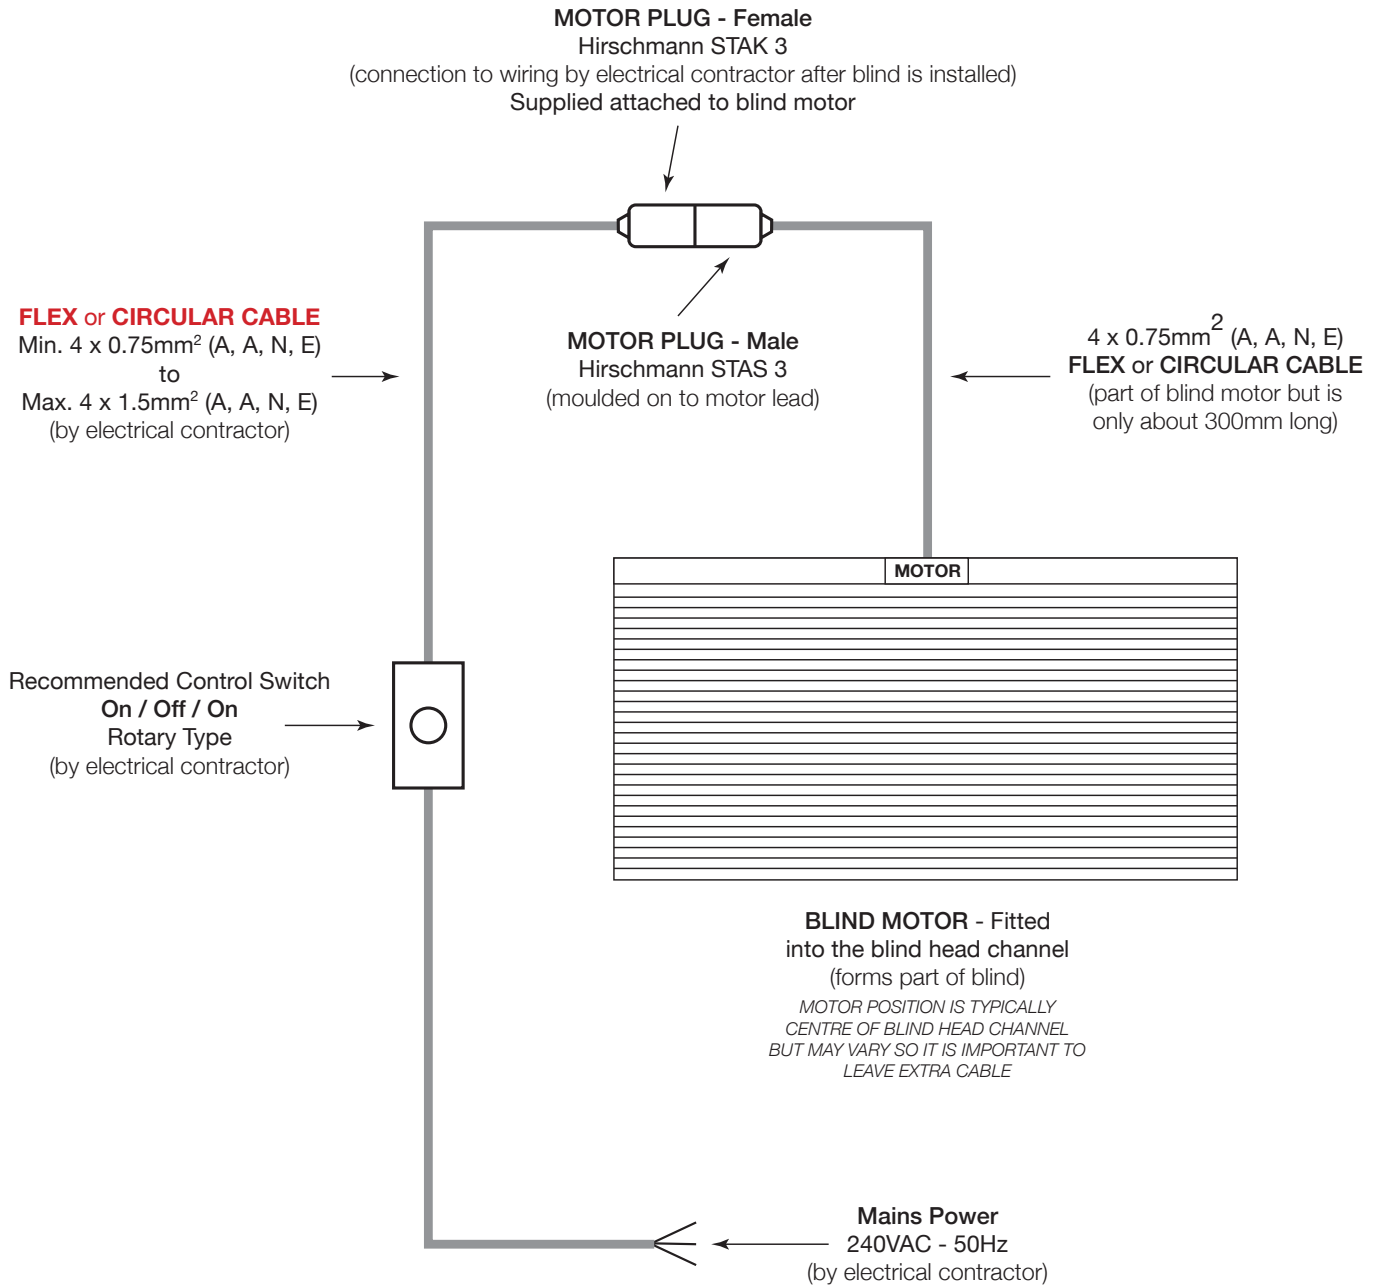 MOTOR PLUG - Female
Hirschmann STAK 3
(connection to wiring by electrical contractor after blind is installed)
Supplied attached to blind motor
FLEX or CIRCULAR CABLE
Min. 4 x 0.75mm² (A, A, N, E)
to
Max. 4 x 1.5mm² (A, A, N, E)
(by electrical contractor)
MOTOR PLUG - Male
Hirschmann STAS 3
(moulded on to motor lead)
4 x 0.75mm² (A, A, N, E)
FLEX or CIRCULAR CABLE
(part of blind motor but is
only about 300mm long)
MOTOR
Recommended Control Switch
On / Off / On
Rotary Type
(by electrical contractor)
BLIND MOTOR - Fitted
into the blind head channel
(forms part of blind)
MOTOR POSITION IS TYPICALLY
CENTRE OF BLIND HEAD CHANNEL
BUT MAY VARY SO IT IS IMPORTANT TO
LEAVE EXTRA CABLE
Mains Power
240VAC - 50Hz
(by electrical contractor)